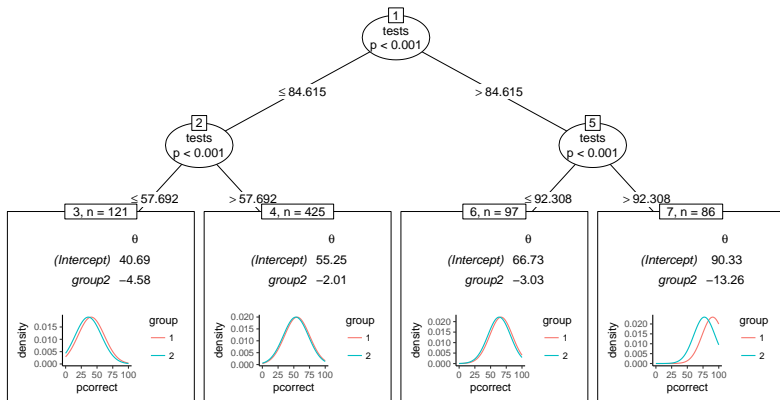 1
tests
p < 0.001
≤ 84.615
> 84.615
2
tests
p < 0.001
5
tests
p < 0.001
≤ 57.692
> 57.692
≤ 92.308
> 92.308
3, n = 121
θ
(Intercept) 40.69
group2 −4.58
density
0.015
0.010
0.005
0.000
0 25 50 75 100
pcorrect
group
1
2
4, n = 425
θ
(Intercept) 55.25
group2 −2.01
density
0.020
0.015
0.010
0.005
0.000
0 25 50 75 100
pcorrect
group
1
2
6, n = 97
θ
(Intercept) 66.73
group2 −3.03
density
0.020
0.015
0.010
0.005
0.000
0 25 50 75 100
pcorrect
group
1
2
7, n = 86
θ
(Intercept) 90.33
group2 −13.26
density
0.020
0.015
0.010
0.005
0.000
0 25 50 75 100
pcorrect
group
1
2